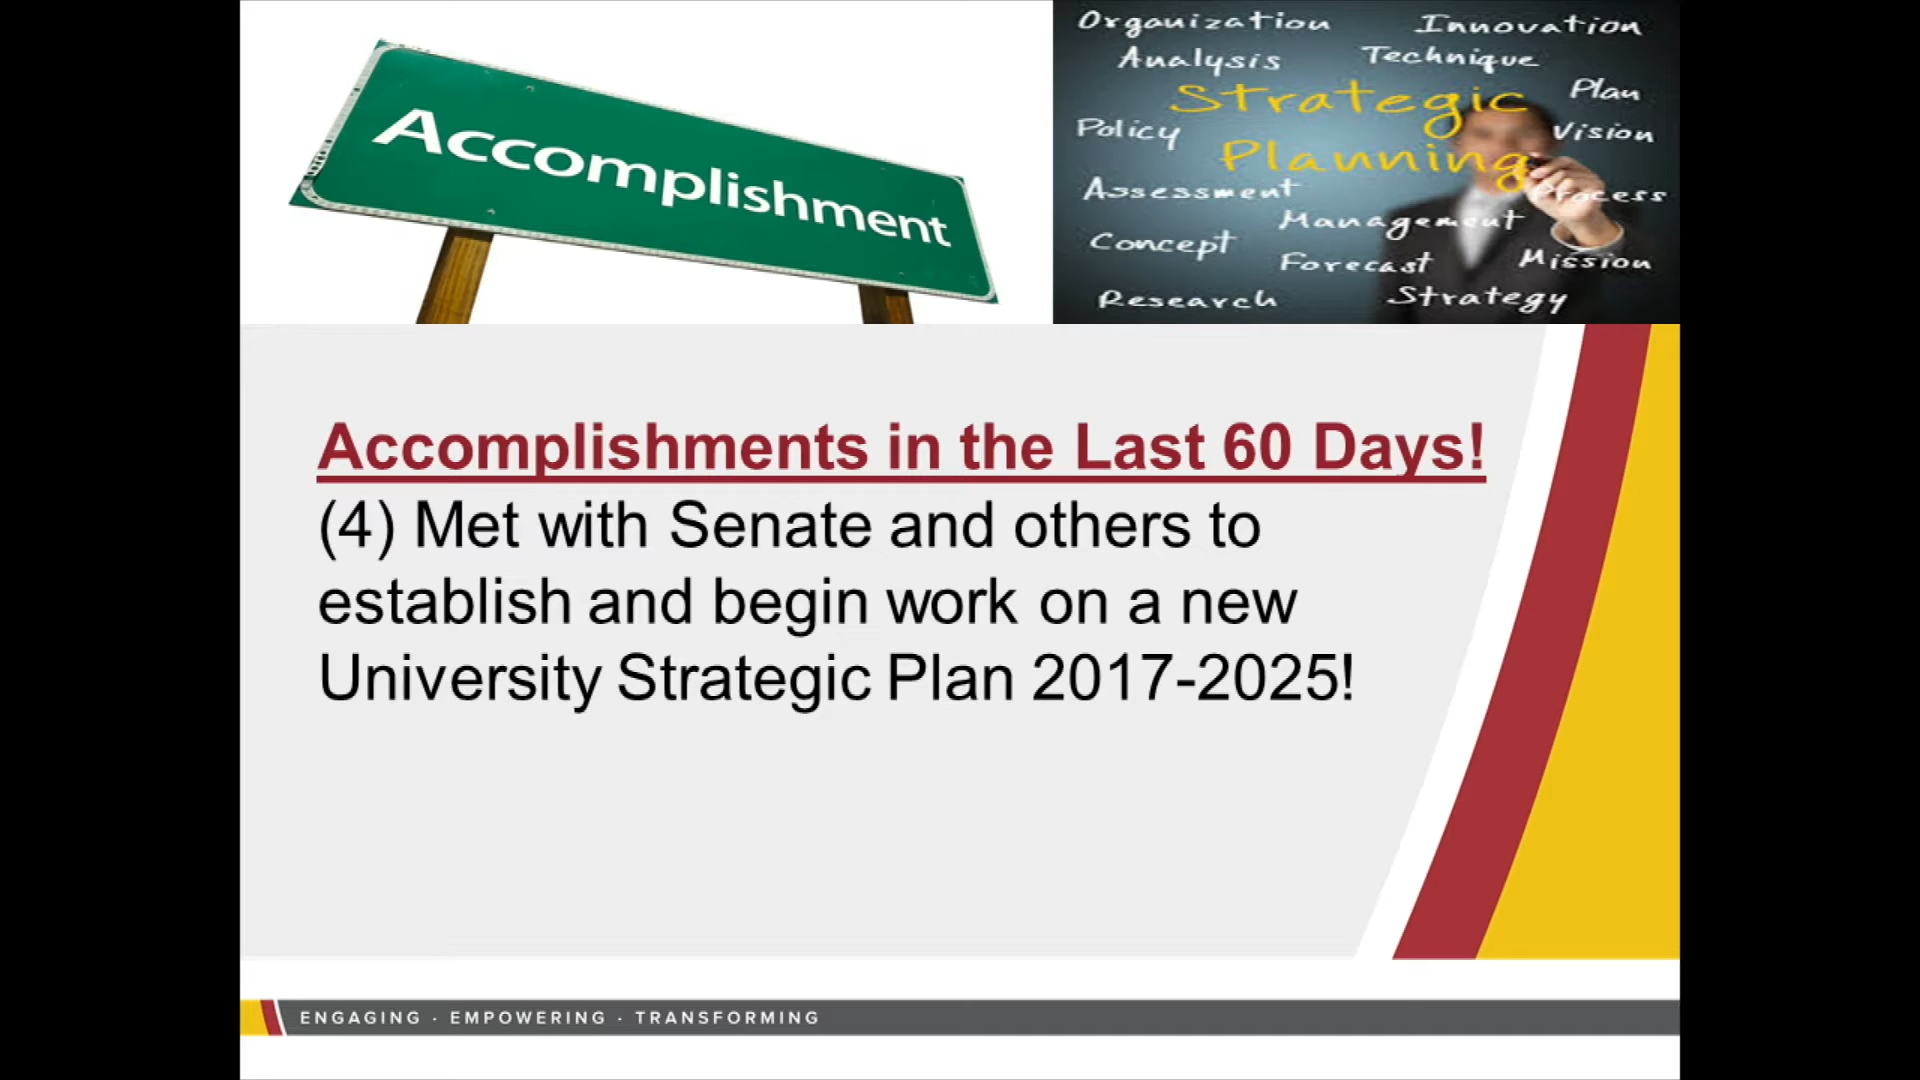 Accomplishment
Organization Innovation
Analysis Technique
Strategic Plan
Policy Vision
Planning
Assessment Process
Management
Concept
Forecast Mission
Research Strategy
Accomplishments in the Last 60 Days!
(4) Met with Senate and others to
establish and begin work on a new
University Strategic Plan 2017-2025!
ENGAGING · EMPOWERING · TRANSFORMING